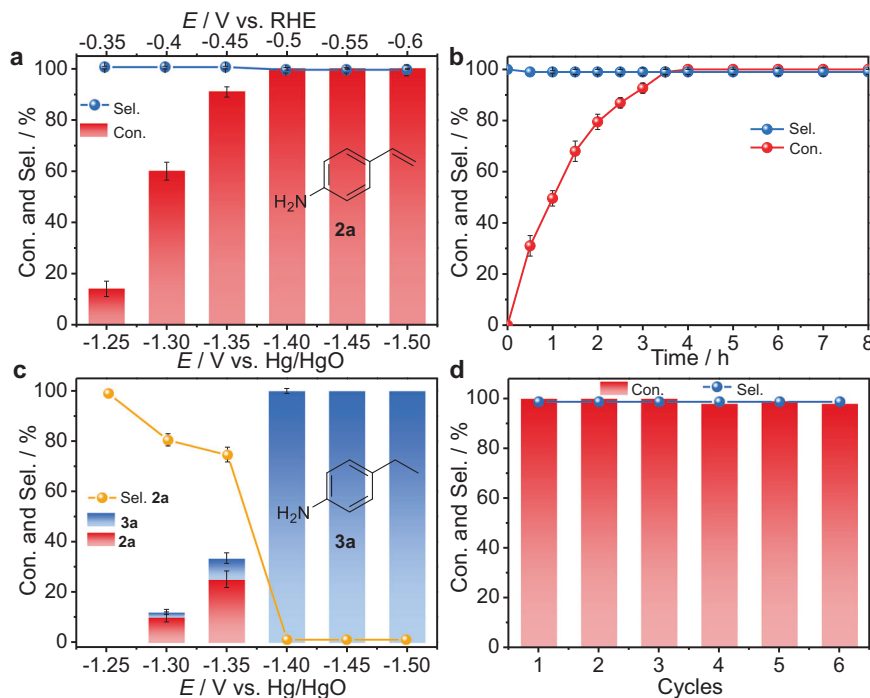 E / V vs. RHE
-0.35 -0.4 -0.45 -0.5 -0.55 -0.6
a
Con. and Sel. / %
100
80
60
40
20
0
Sel.
Con.
H2N
2a
-1.25 -1.30 -1.35 -1.40 -1.45 -1.50
E / V vs. Hg/HgO
b
Con. and Sel. / %
100
80
60
40
20
0
Sel.
Con.
0 1 2 3 4 5 6 7 8
Time / h
c
Con. and Sel. / %
100
80
60
40
20
0
Sel. 2a
3a
2a
H2N
3a
-1.25 -1.30 -1.35 -1.40 -1.45 -1.50
E / V vs. Hg/HgO
d
Con. and Sel. / %
100
80
60
40
20
0
Con. Sel.
1 2 3 4 5 6
Cycles